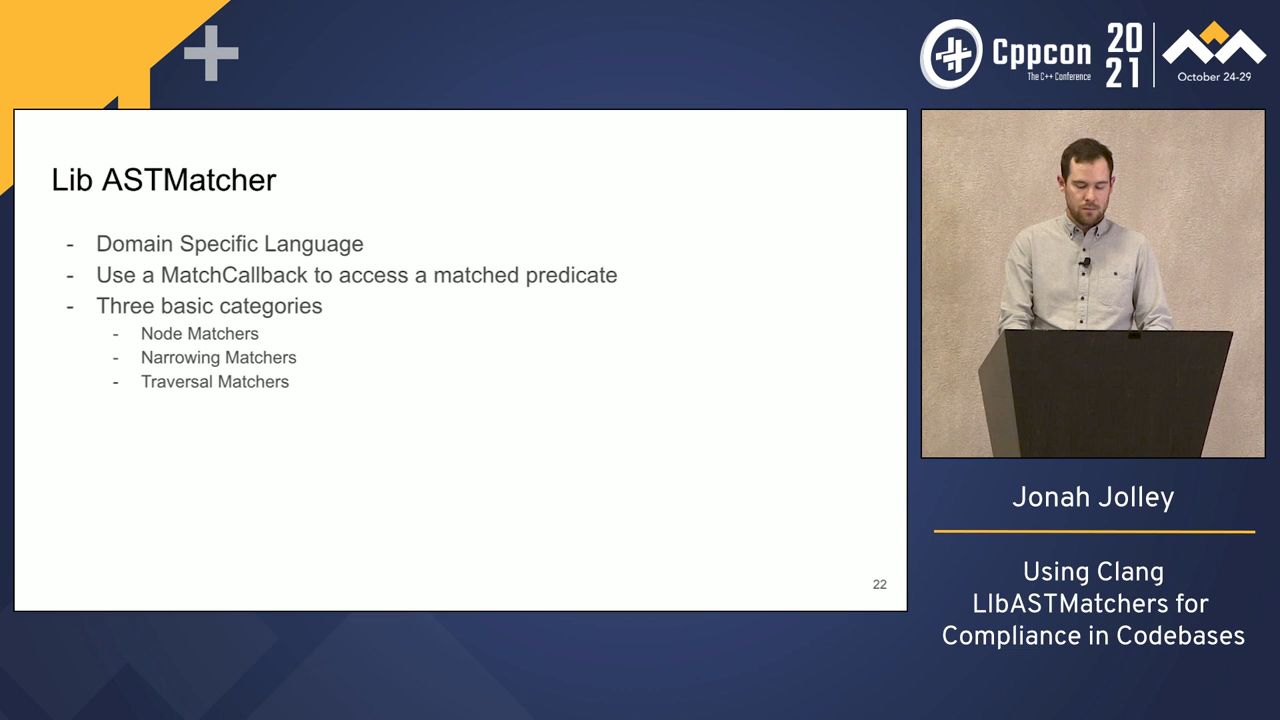 Cppcon
The C++ Conference
20
21
October 24-29
Lib ASTMatcher
- Domain Specific Language
- Use a MatchCallback to access a matched predicate
- Three basic categories
- Node Matchers
- Narrowing Matchers
- Traversal Matchers
22
Jonah Jolley
Using Clang
LIbASTMatchers for
Compliance in Codebases